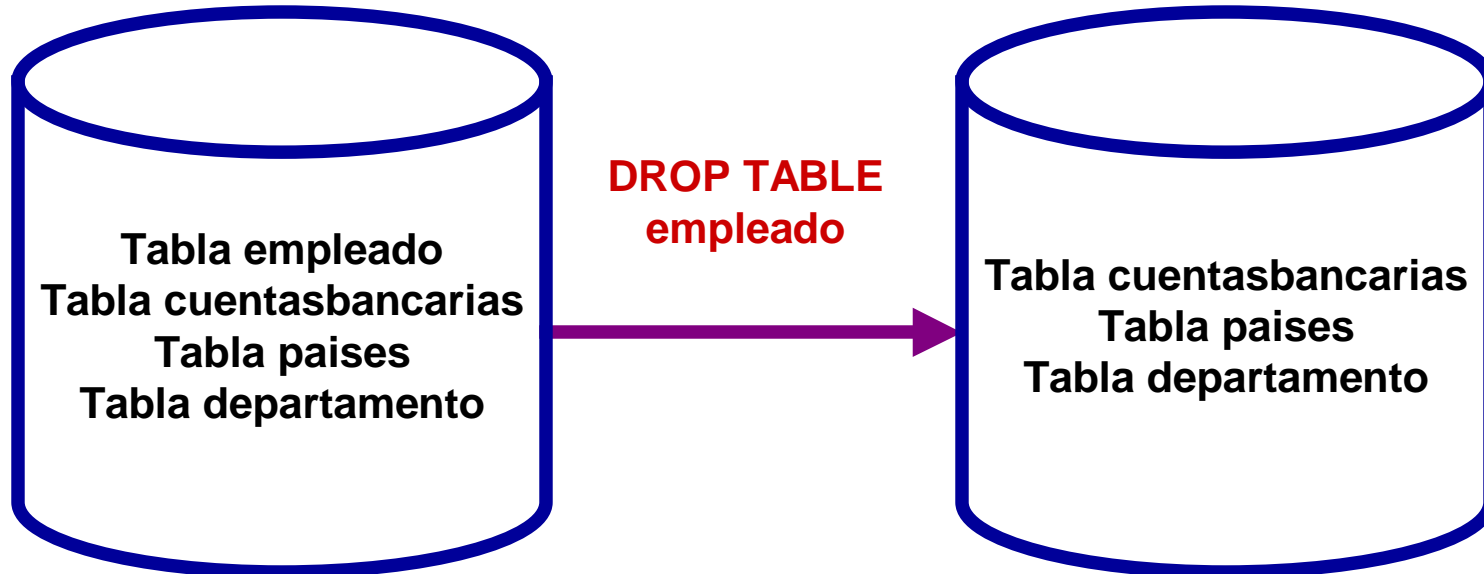 Tabla empleado
Tabla cuentasbancarias
Tabla paises
Tabla departamento
DROP TABLE
empleado
Tabla cuentasbancarias
Tabla paises
Tabla departamento